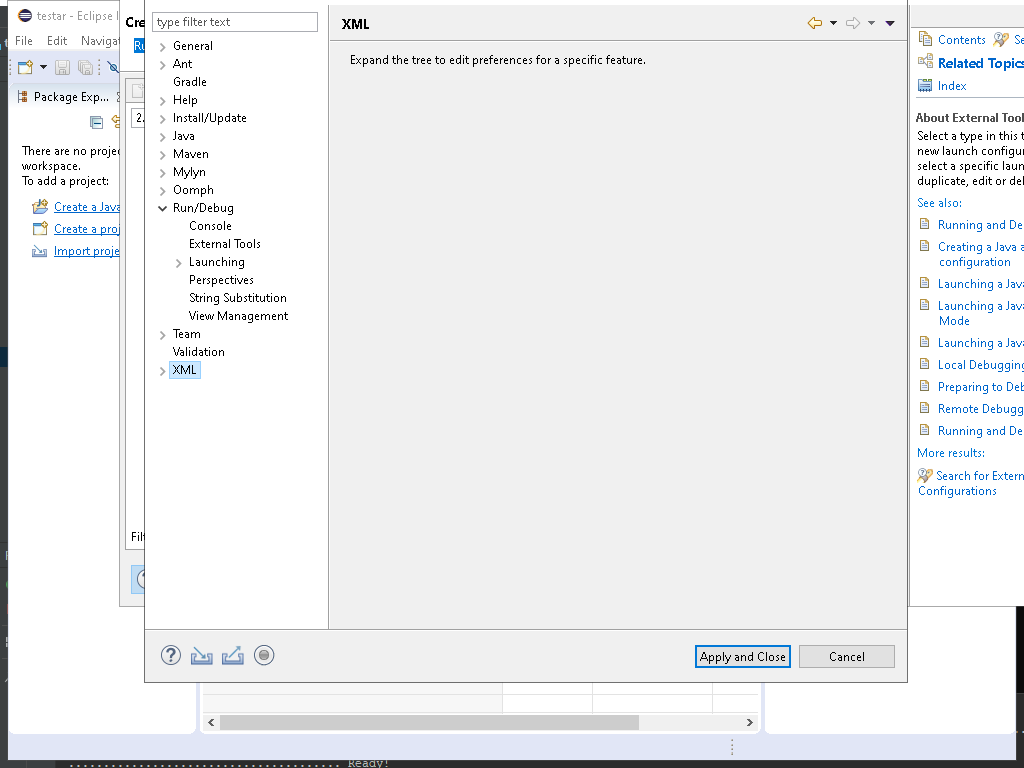 testar - Eclipse I
File Edit Navigat
Package Exp...
There are no projec
workspace.
To add a project:
Create a Java
Create a proj
Import proje
Cre
Ru
2.
Filt
type filter text
General
Ant
Gradle
Help
Install/Update
Java
Maven
Mylyn
Oomph
Run/Debug
Console
External Tools
Launching
Perspectives
String Substitution
View Management
Team
Validation
XML
XML
Expand the tree to edit preferences for a specific feature.
Apply and Close
Cancel
Contents Se
Related Topics
Index
About External Tool
Select a type in this t
new launch configur
select a specific laun
duplicate, edit or del
See also:
Running and De
Creating a Java a
configuration
Launching a Java
Launching a Java
Mode
Launching a Java
Local Debugging
Preparing to Deb
Remote Debugg
Running and De
More results:
Search for Extern
Configurations
Ready!